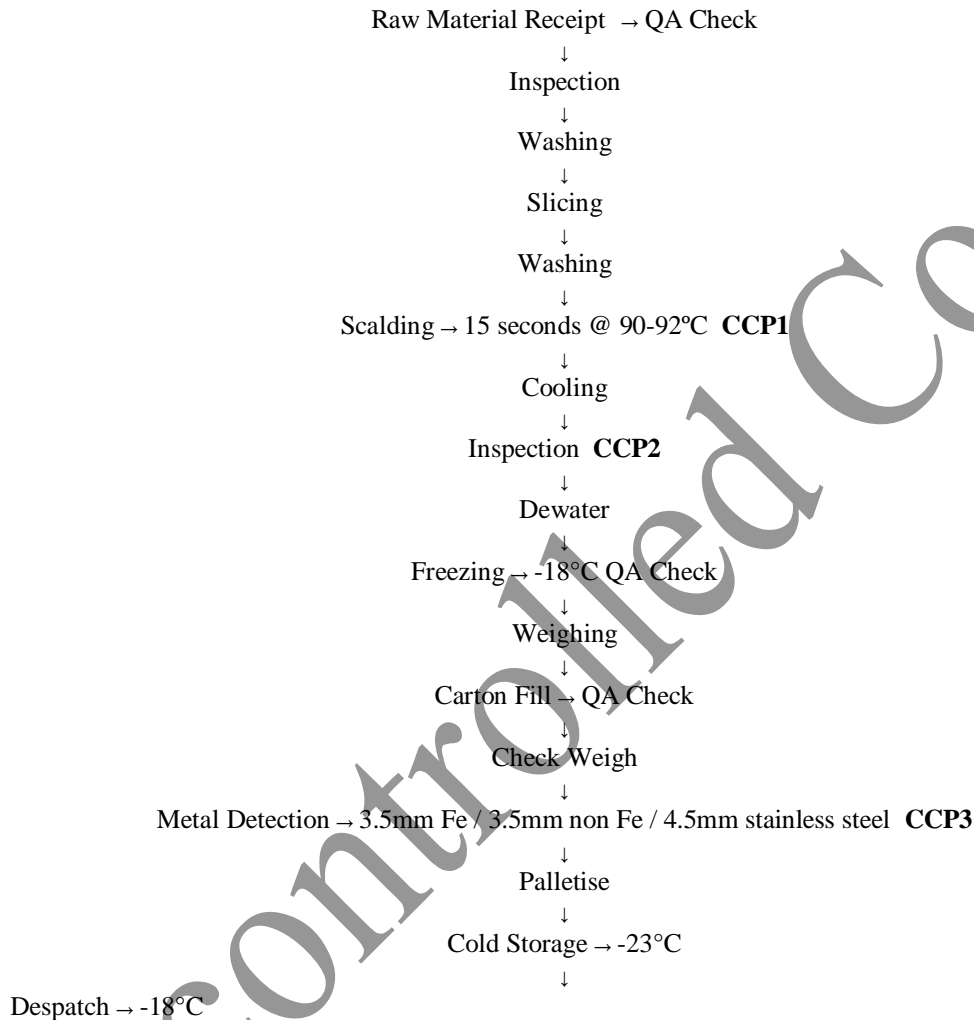 Raw Material Receipt → QA Check
↓
Inspection
↓
Washing
↓
Slicing
↓
Washing
↓
Scalding → 15 seconds @ 90-92ºC CCP1
↓
Cooling
↓
Inspection CCP2
↓
Dewater
↓
Freezing → -18°C QA Check
↓
Weighing
↓
Carton Fill → QA Check
↓
Check Weigh
↓
Metal Detection → 3.5mm Fe / 3.5mm non Fe / 4.5mm stainless steel CCP3
↓
Palletise
↓
Cold Storage → -23°C
↓
Despatch → -18°C
ontrolled Co